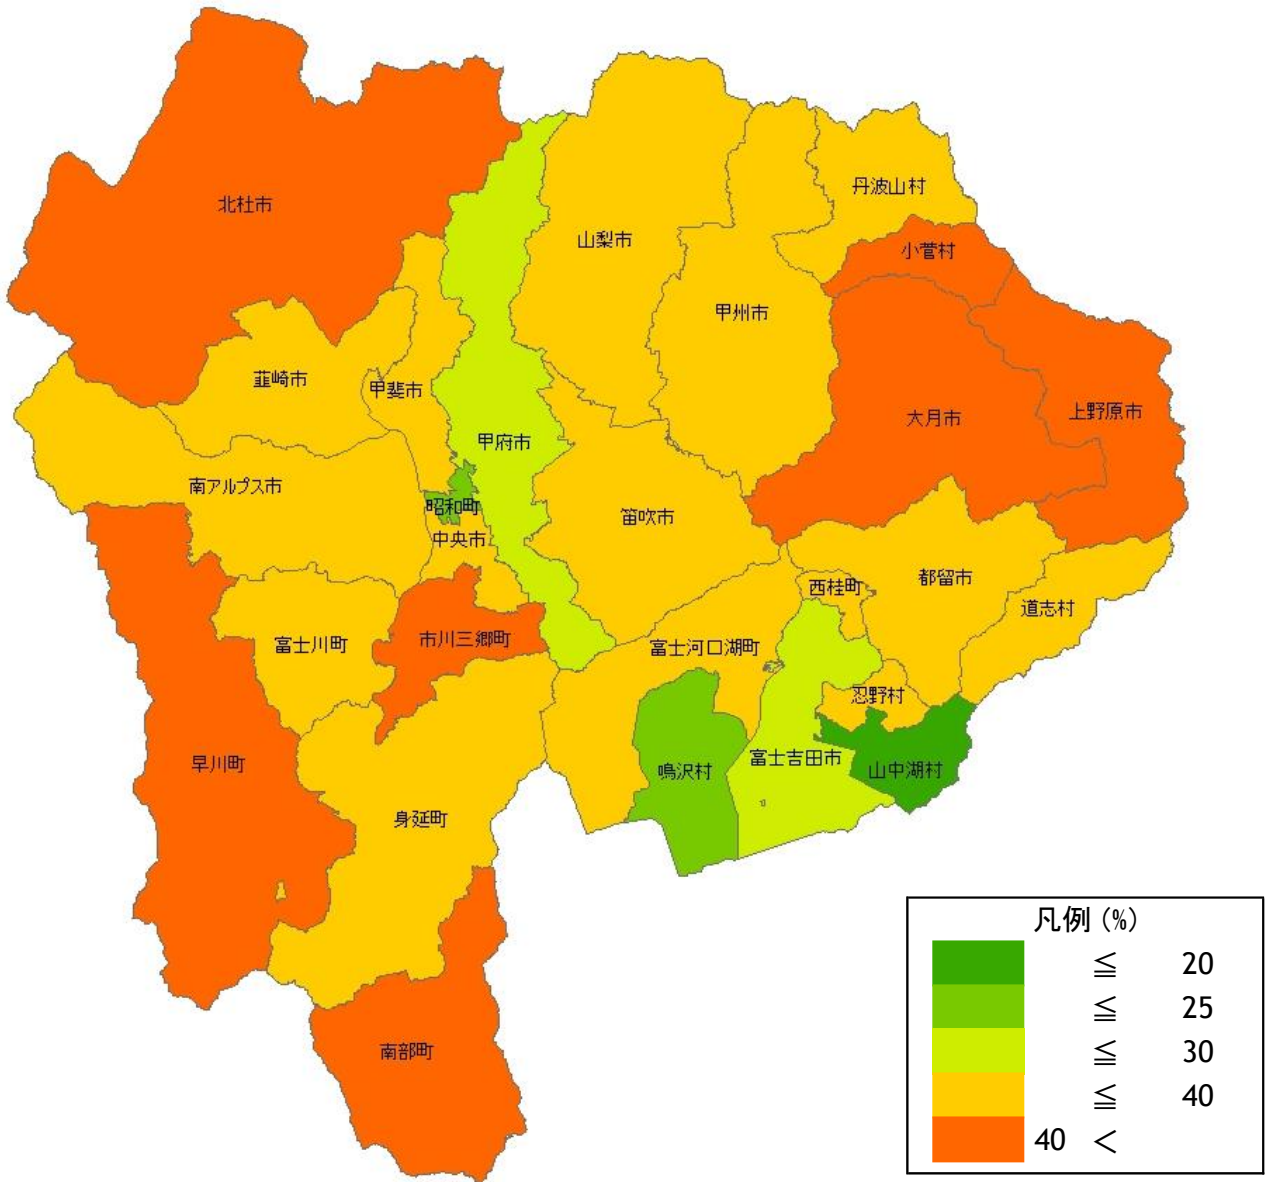 丹波山村
北杜市
山梨市
小菅村
甲州市
韮崎市
甲斐市
大月市
上野原市
甲府市
南アルプス市
昭和町
笛吹市
中央市
都留市
西桂町
道志村
市川三郷町
富士川町
富士河口湖町
忍野村
富士吉田市
早川町
鳴沢村
山中湖村
身延町
南部町
凡例 (%)
≦ 20
≦ 25
≦ 30
≦ 40
40 <